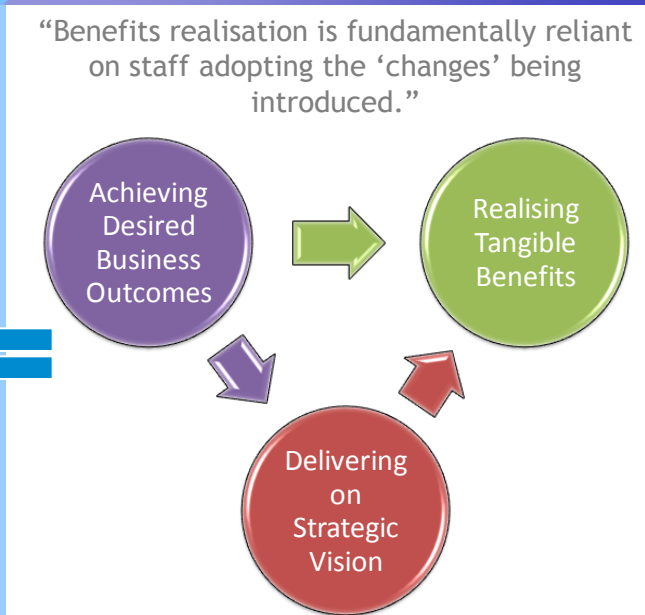 “Benefits realisation is fundamentally reliant
on staff adopting the ‘changes’ being
introduced.”
Achieving
Desired
Business
Outcomes
Realising
Tangible
Benefits
Delivering
on
Strategic
Vision